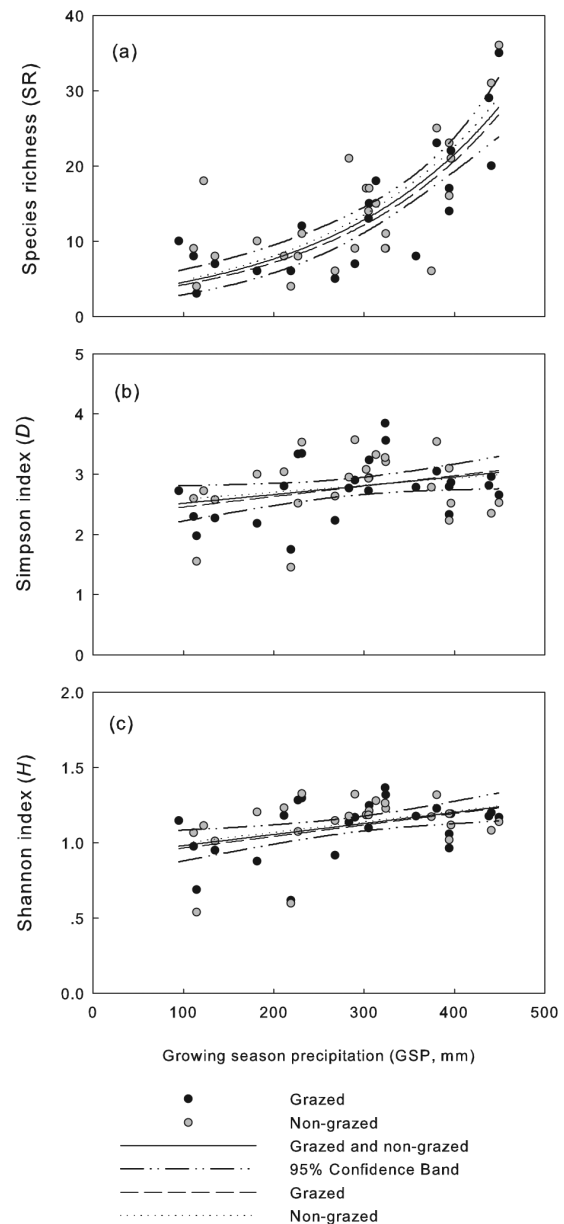 (a)
Species richness (SR)
40
30
20
10
0
(b)
Simpson index (D)
5
4
3
2
1
0
(c)
Shannon index (H)
2.0
1.5
1.0
.5
0.0
0 100 200 300 400 500
Growing season precipitation (GSP, mm)
Grazed
Non-grazed
Grazed and non-grazed
95% Confidence Band
Grazed
Non-grazed